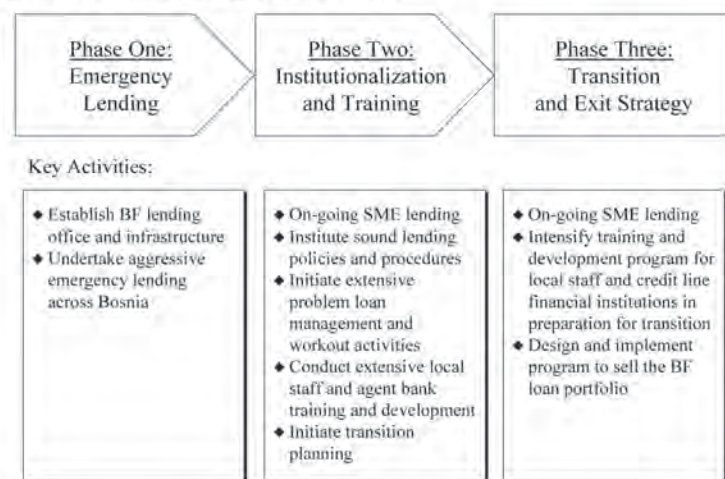 Phase One:
Emergency
Lending
Phase Two:
Institutionalization
and Training
Phase Three:
Transition
and Exit Strategy
Key Activities:
◆ Establish BF lending
office and infrastructure
◆ Undertake aggressive
emergency lending
across Bosnia
◆ On-going SME lending
◆ Institute sound lending
policies and procedures
◆ Initiate extensive
problem loan
management and
workout activities
◆ Conduct extensive local
staff and agent bank
training and development
◆ Initiate transition
planning
◆ On-going SME lending
◆ Intensify training and
development program for
local staff and credit line
financial institutions in
preparation for transition
◆ Design and implement
program to sell the BF
loan portfolio